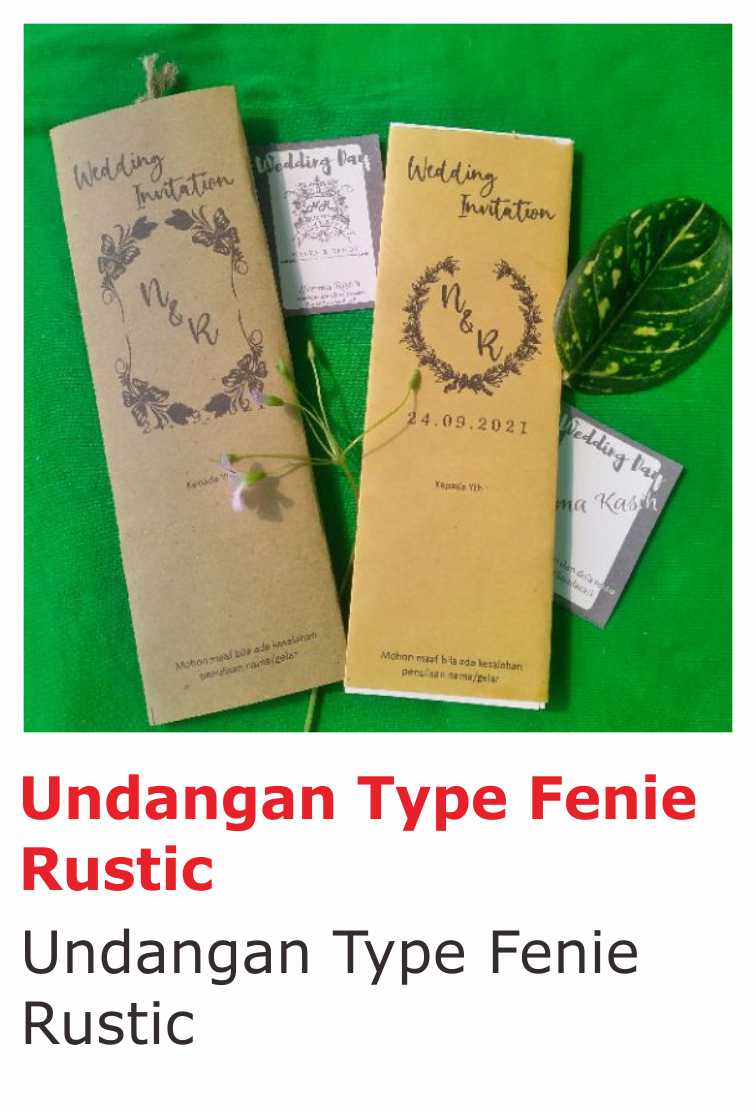 Wedding
Invitation
N
&
R
Kepada Yth
Mohon maaf bila ada kesalahan
penulisan nama/gelar
Wedding Day
Wedding
Invitation
N
&
R
24.09.2021
Kepada Yth
Mohon maaf bila ada kesalahan
penulisan nama/gelar
Wedding Day
Kasih
Undangan Type Fenie
Rustic
Undangan Type Fenie
Rustic